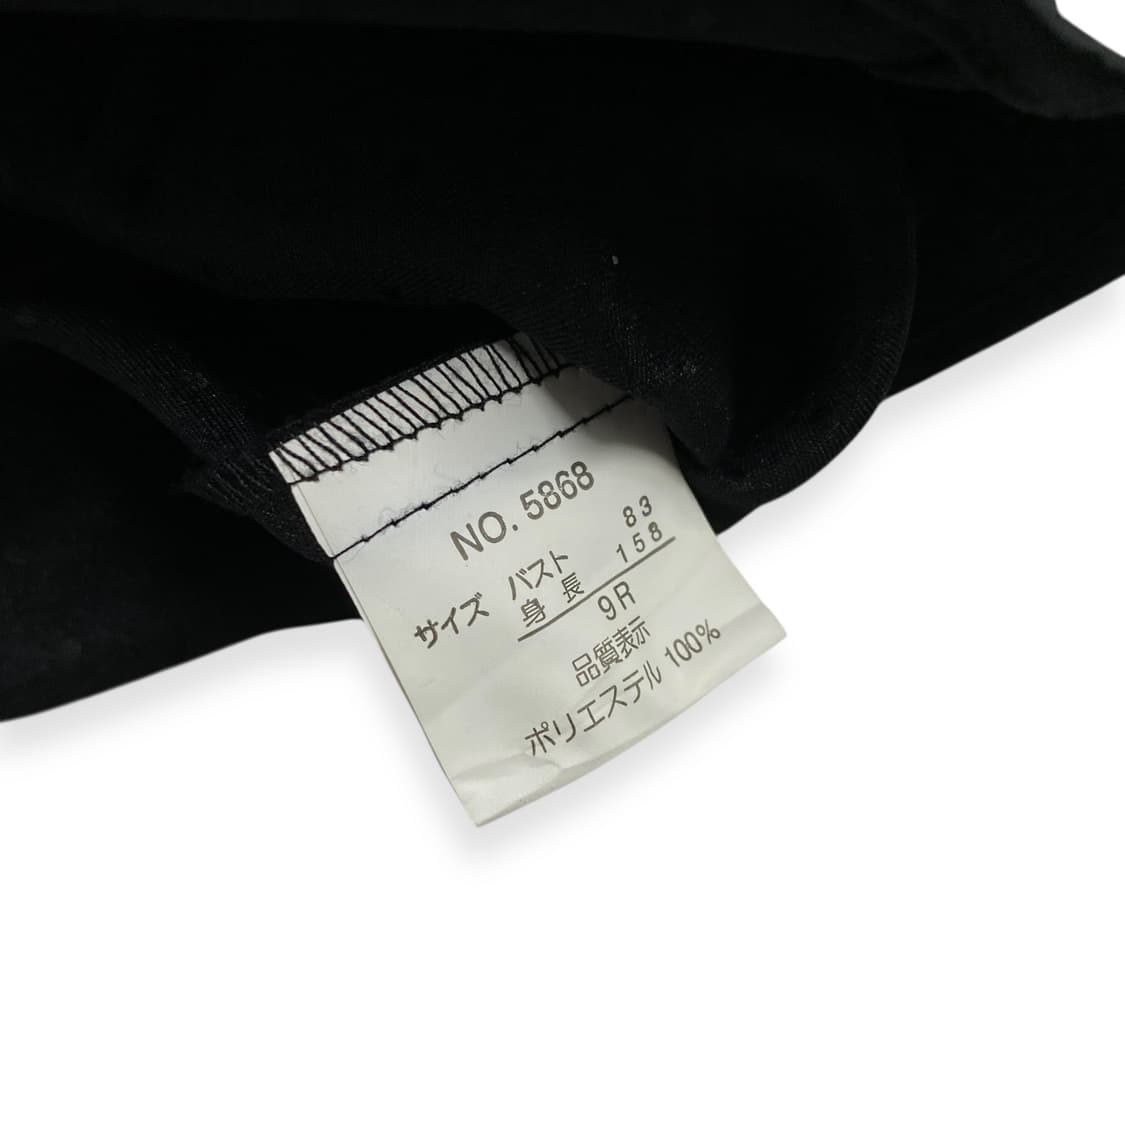 NO. 5868
サイズ バスト 83
身長 158
9R
品質表示
ポリエステル 100%